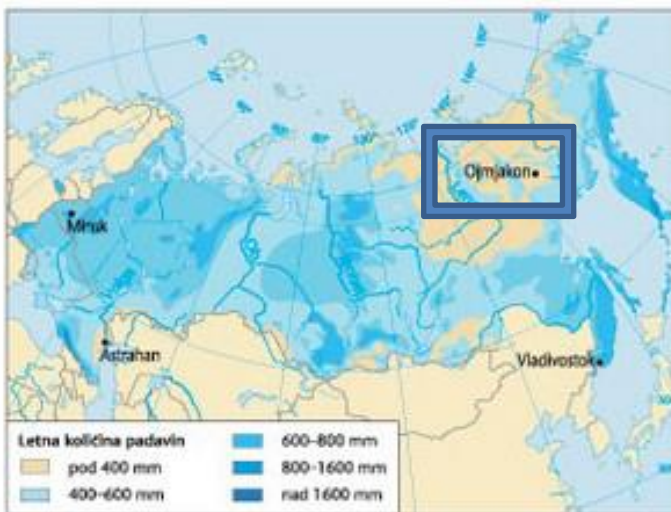 Ojmjakon
Minsk
Astrahan
Vladivostok
Letna količina padavin
pod 400 mm
400–600 mm
600–800 mm
800–1600 mm
nad 1600 mm